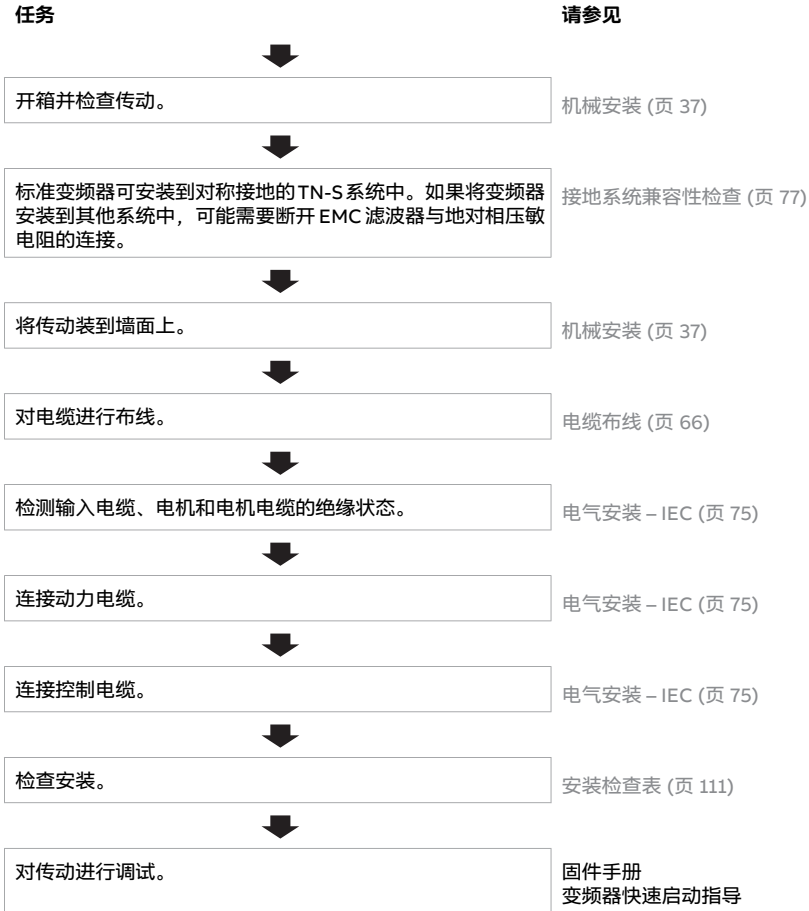 任务 请参见
开箱并检查传动。 机械安装 (页 37)
标准变频器可安装到对称接地的TN-S系统中。如果将变频器 接地系统兼容性检查 (页 77)
安装到其他系统中，可能需要断开 EMC 滤波器与地对相压敏
电阻的连接。
将传动装到墙面上。 机械安装 (页 37)
对电缆进行布线。 电缆布线 (页 66)
检测输入电缆、电机和电机电缆的绝缘状态。 电气安装 – IEC (页 75)
连接动力电缆。 电气安装 – IEC (页 75)
连接控制电缆。 电气安装 – IEC (页 75)
检查安装。 安装检查表 (页 111)
对传动进行调试。 固件手册
变频器快速启动指导